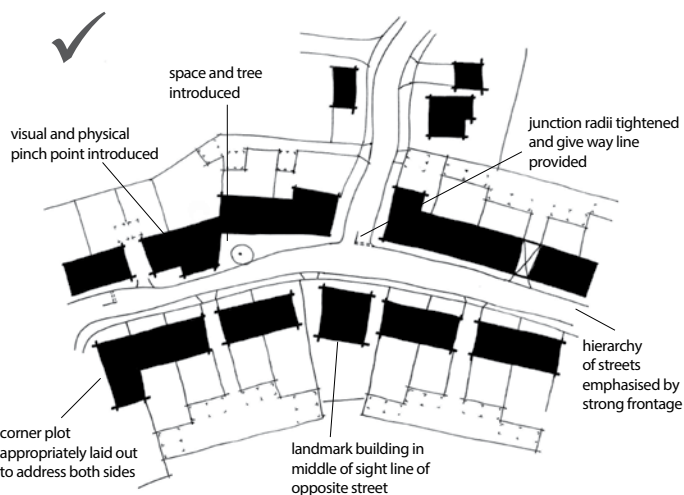 space and tree
introduced
visual and physical
pinch point introduced
junction radii tightened
and give way line
provided
hierarchy
of streets
emphasised by
strong frontage
corner plot
appropriately laid out
to address both sides
landmark building in
middle of sight line of
opposite street